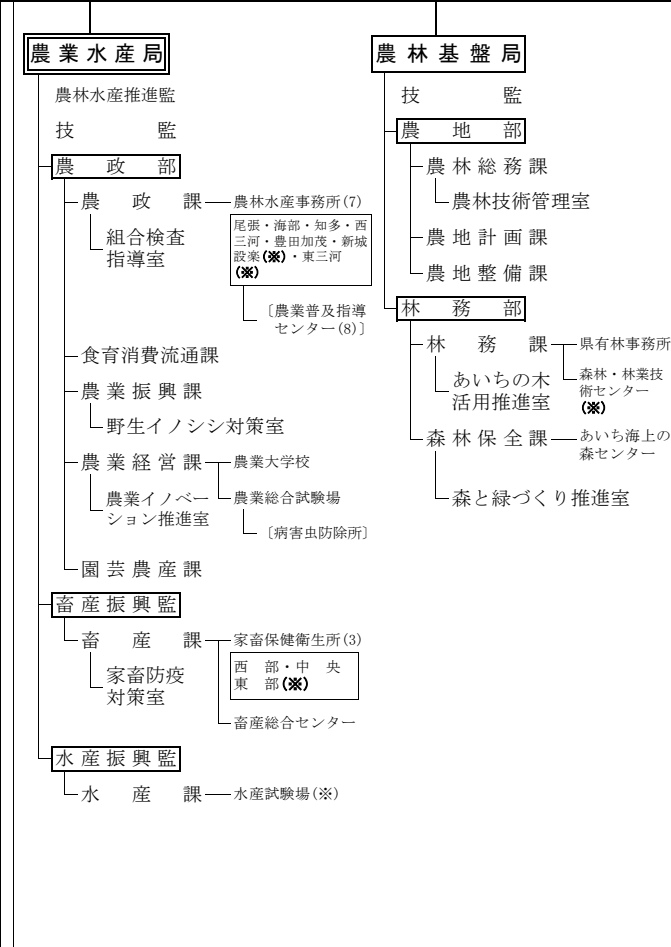 農業水産局
農林水産推進監
技監
農政部
農政課
農林水産事務所(7)
尾張・海部・知多・西
三河・豊田加茂・新城
設楽(※)・東三河
(※)
〔農業普及指導
センター(8)〕
組合検査
指導室
食育消費流通課
農業振興課
野生イノシシ対策室
農業経営課
農業大学校
農業総合試験場
〔病害虫防除所〕
農業イノベー
ション推進室
園芸農産課
畜産振興監
畜産課
家畜保健衛生所(3)
西部・中央
東部(※)
畜産総合センター
家畜防疫
対策室
水産振興監
水産課
水産試験場(※)
農林基盤局
技監
農地部
農林総務課
農林技術管理室
農地計画課
農地整備課
林務部
林務課
県有林事務所
森林・林業技
術センター
(※)
あいちの木
活用推進室
森林保全課
あいち海上の
森センター
森と緑づくり推進室